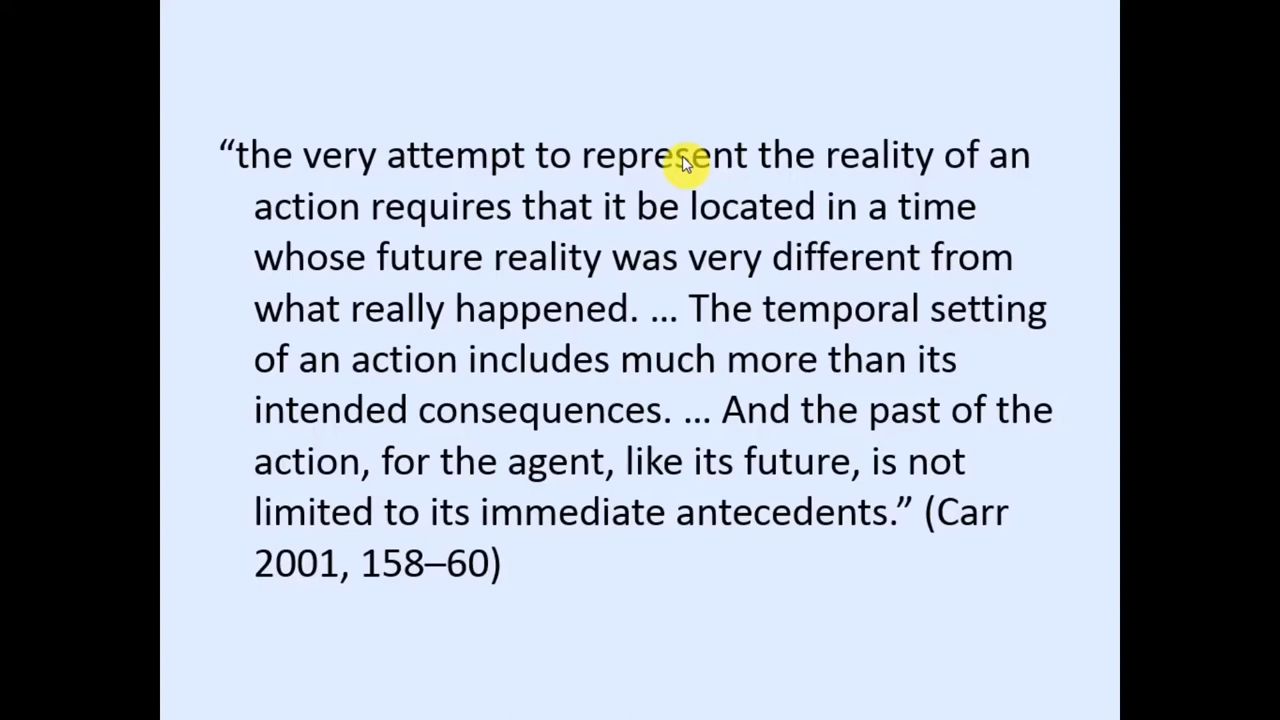 “the very attempt to represent the reality of an
action requires that it be located in a time
whose future reality was very different from
what really happened. … The temporal setting
of an action includes much more than its
intended consequences. … And the past of the
action, for the agent, like its future, is not
limited to its immediate antecedents.” (Carr
2001, 158–60)